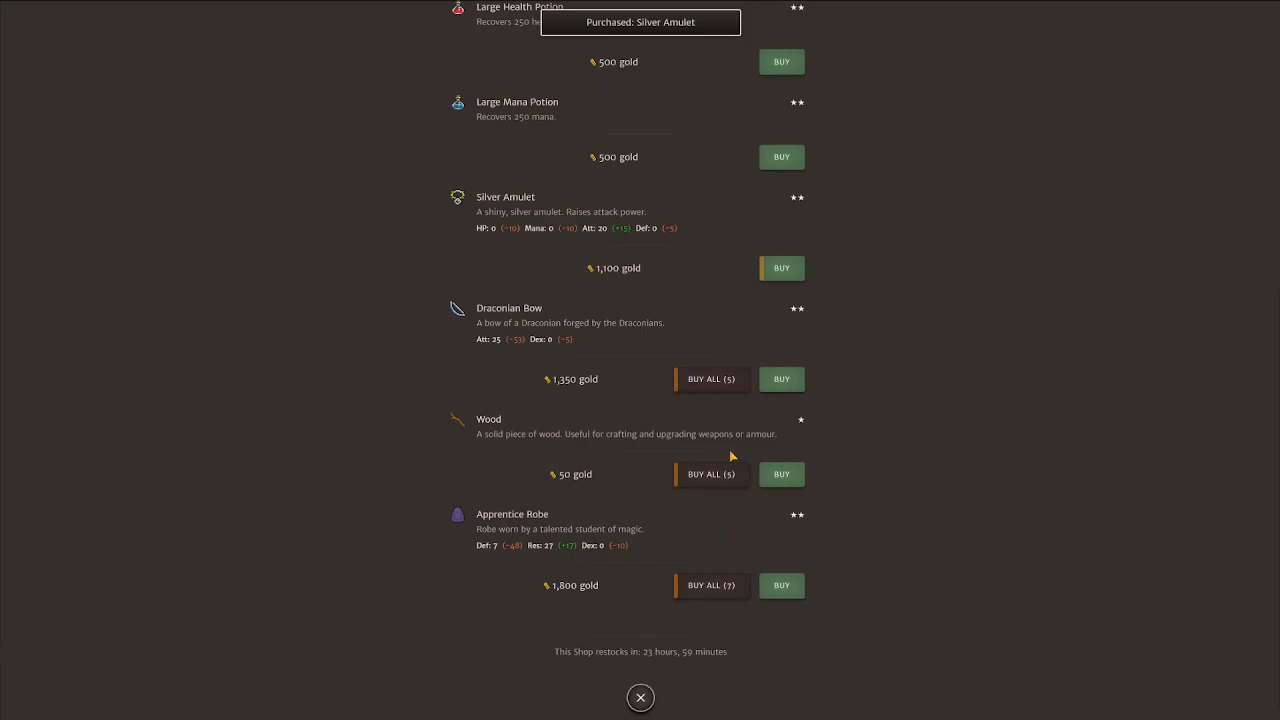 Large Health Potion
Recovers 250 he
Purchased: Silver Amulet
500 gold
BUY
Large Mana Potion
Recovers 250 mana.
500 gold
BUY
Silver Amulet
A shiny, silver amulet. Raises attack power.
HP: 0 (-10) Mana: 0 (-10) Att: 20 (+15) Def: 0 (-5)
1,100 gold
BUY
Draconian Bow
A bow of a Draconian forged by the Draconians.
Att: 25 (-53) Dex: 0 (-5)
1,350 gold
BUY ALL (5)
BUY
Wood
A solid piece of wood. Useful for crafting and upgrading weapons or armour.
50 gold
BUY ALL (5)
BUY
Apprentice Robe
Robe worn by a talented student of magic.
Def: 7 (-48) Res: 27 (+17) Dex: 0 (-10)
1,800 gold
BUY ALL (7)
BUY
This Shop restocks in: 23 hours, 59 minutes